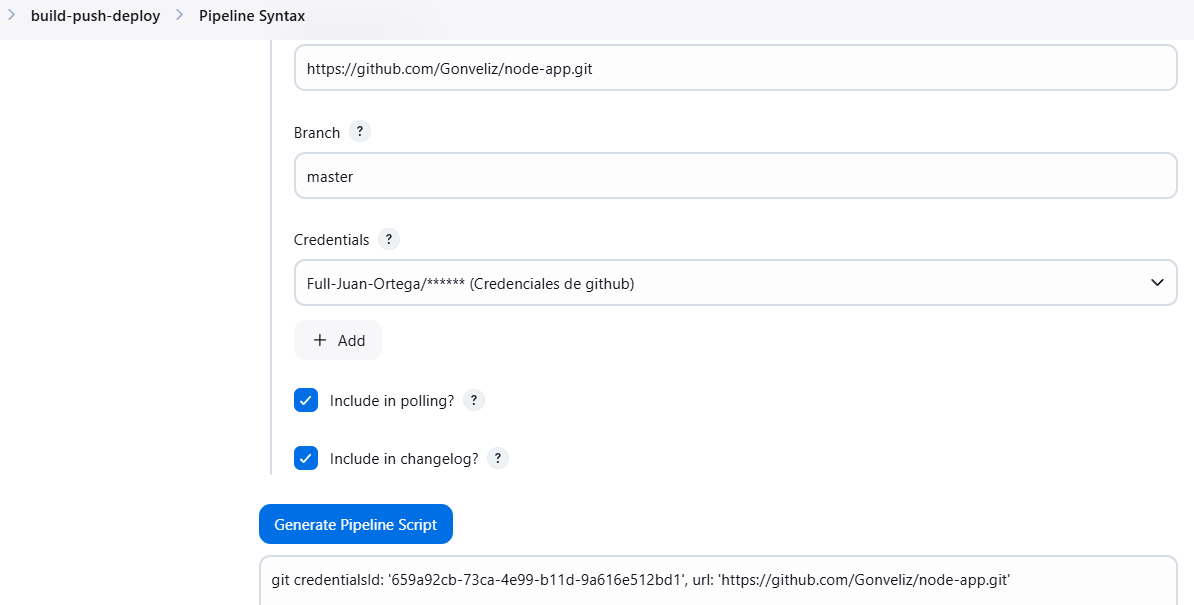 build-push-deploy > Pipeline Syntax
https://github.com/Gonveliz/node-app.git
Branch ?
master
Credentials ?
Full-Juan-Ortega/****** (Credenciales de github)
+ Add
Include in polling? ?
Include in changelog? ?
Generate Pipeline Script
git credentialsId: '659a92cb-73ca-4e99-b11d-9a616e512bd1', url: 'https://github.com/Gonveliz/node-app.git'